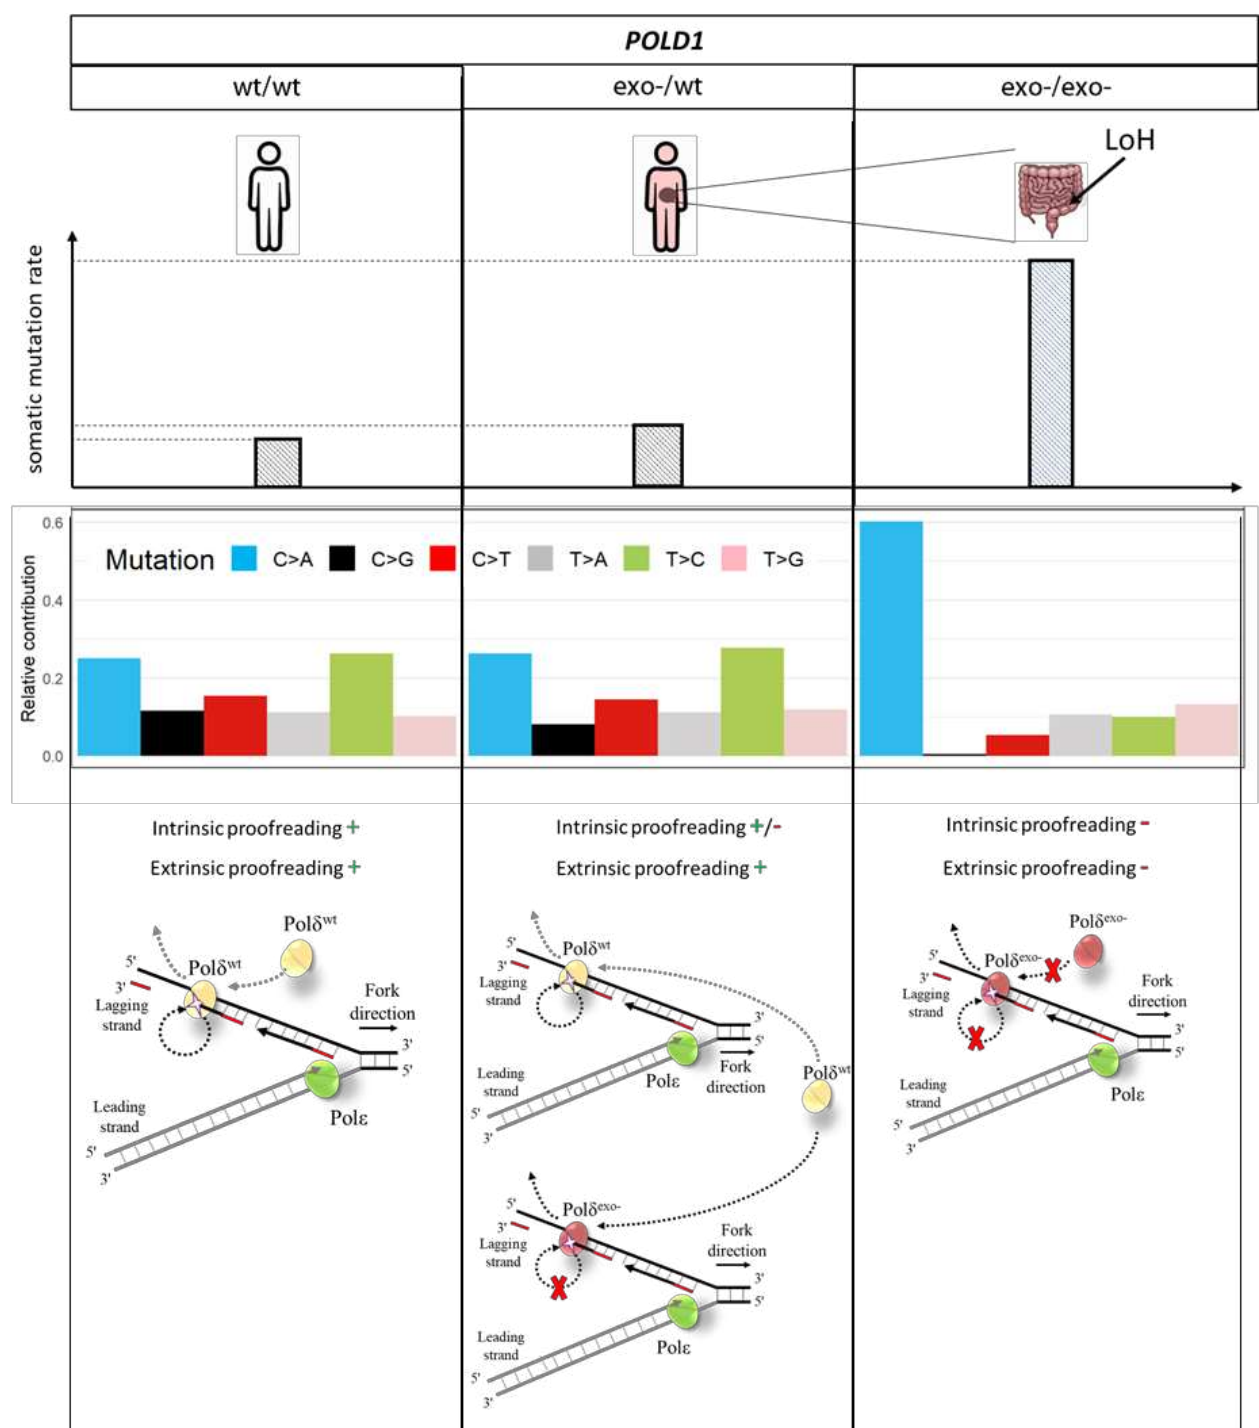 POLD1
wt/wt
exo-/wt
exo-/exo-
LoH
somatic mutation rate
Relative contribution
0.6
0.4
0.2
0.0
Mutation C>A C>G C>T T>A T>C T>G
Intrinsic proofreading +
Extrinsic proofreading +
Polδwt
Polδwt
5'
3'
Lagging
strand
Fork
direction
3'
5'
Leading
strand
Polε
5'
3'
Intrinsic proofreading +/-
Extrinsic proofreading +
Polδwt
5'
3'
Lagging
strand
3'
5'
Fork
direction
Polε
Polδwt
Leading
strand
5'
3'
Polδexo-
5'
3'
Lagging
strand
Fork
direction
3'
5'
Polε
Leading
strand
5'
3'
Intrinsic proofreading -
Extrinsic proofreading -
Polδexo-
Polδexo-
5'
3'
Lagging
strand
Fork
direction
3'
5'
Leading
strand
Polε
5'
3'